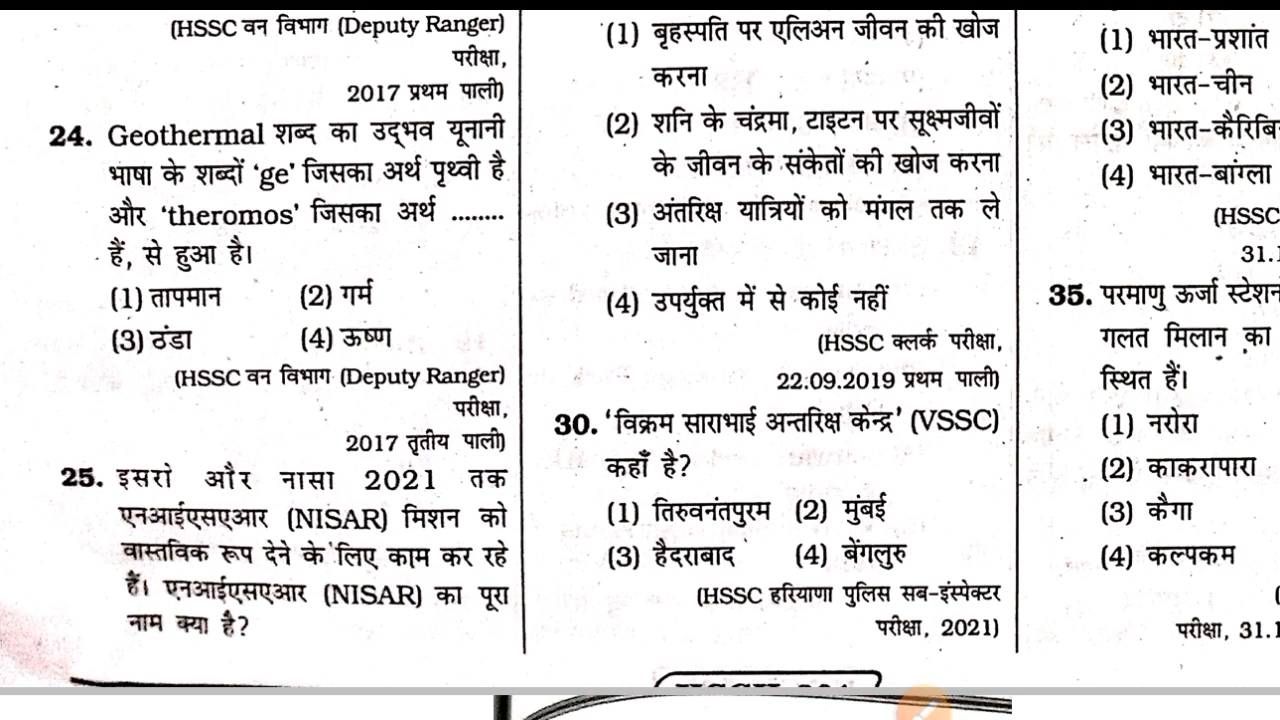 (HSSC वन विभाग (Deputy Ranger)
परीक्षा,
2017 प्रथम पाली)
24. Geothermal शब्द का उद्भव यूनानी
भाषा के शब्दों ‘ge’ जिसका अर्थ पृथ्वी है
और ‘theromos’ जिसका अर्थ ........
हैं, से हुआ है।
(1) तापमान (2) गर्म
(3) ठंडा (4) ऊष्ण
(HSSC वन विभाग (Deputy Ranger)
परीक्षा,
2017 तृतीय पाली)
25. इसरो और नासा 2021 तक
एनआईएसएआर (NISAR) मिशन को
वास्तविक रूप देने के लिए काम कर रहे
हैं। एनआईएसएआर (NISAR) का पूरा
नाम क्या है?
(1) बृहस्पति पर एलिअन जीवन की खोज
करना
(2) शनि के चंद्रमा, टाइटन पर सूक्ष्मजीवों
के जीवन के संकेतों की खोज करना
(3) अंतरिक्ष यात्रियों को मंगल तक ले
जाना
(4) उपर्युक्त में से कोई नहीं
(HSSC क्लर्क परीक्षा,
22.09.2019 प्रथम पाली)
30. ‘विक्रम साराभाई अन्तरिक्ष केन्द्र’ (VSSC)
कहाँ है?
(1) तिरुवनंतपुरम (2) मुंबई
(3) हैदराबाद (4) बेंगलुरु
(HSSC हरियाणा पुलिस सब-इंस्पेक्टर
परीक्षा, 2021)
(1) भारत-प्रशांत
(2) भारत-चीन
(3) भारत-कैरिबि
(4) भारत-बांग्ला
(HSSC
31.
35. परमाणु ऊर्जा स्टेशन
गलत मिलान का
स्थित हैं।
(1) नरोरा
(2) काकरापारा
(3) कैगा
(4) कल्पकम
परीक्षा, 31.1